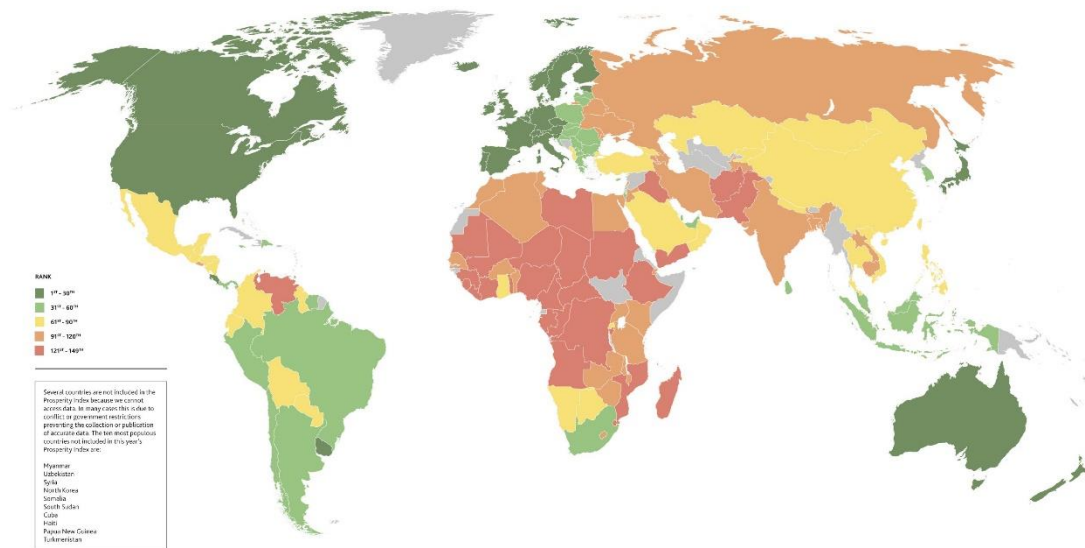 RANK
1ST - 30TH
31ST - 60TH
61ST - 90TH
91ST - 120TH
121ST - 149TH
Several countries are not included in the
Prosperity Index because we cannot
access data. In many cases this is due to
conflict or government restrictions
preventing the collection or publication
of accurate data. The ten most populous
countries not included in this year's
Prosperity Index are:
Myanmar
Uzbekistan
Syria
North Korea
Somalia
South Sudan
Cuba
Haiti
Papua New Guinea
Turkmenistan